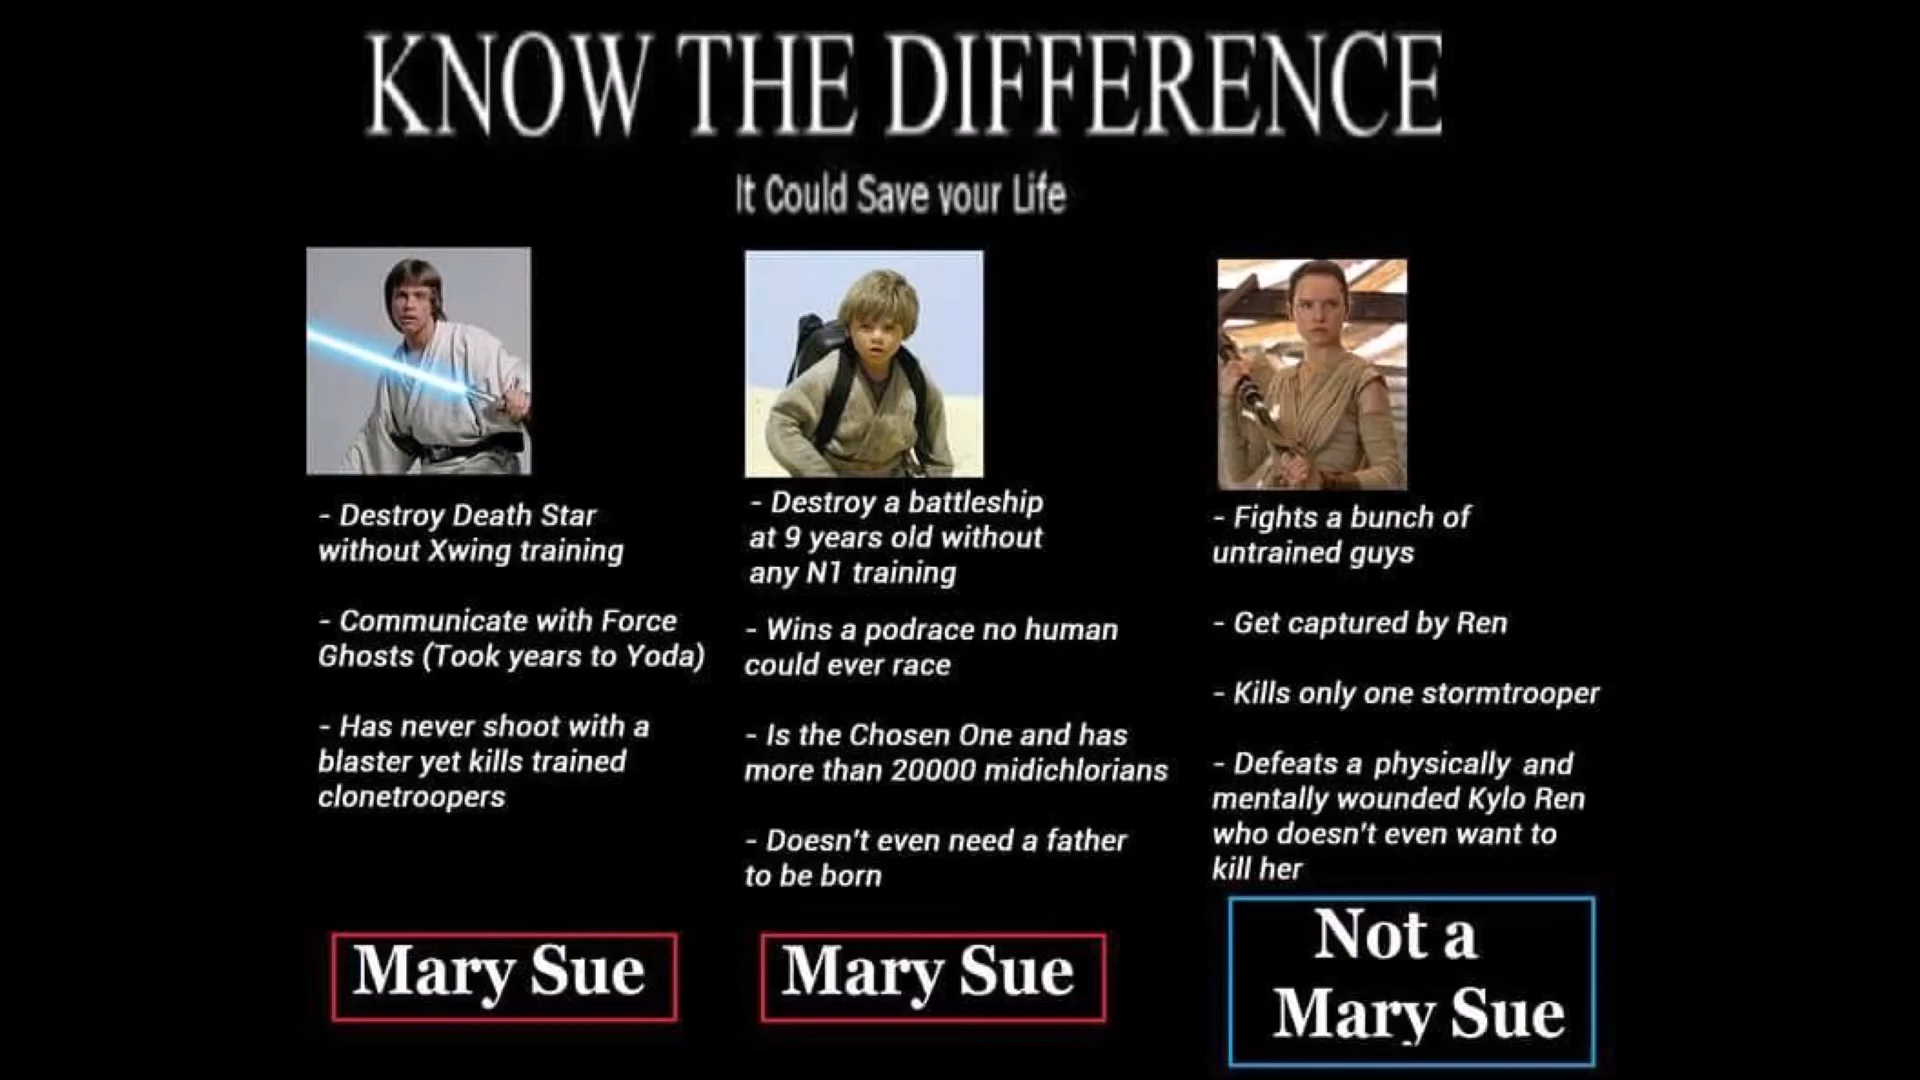 KNOW THE DIFFERENCE
It Could Save your Life
- Destroy Death Star
without Xwing training
- Communicate with Force
Ghosts (Took years to Yoda)
- Has never shoot with a
blaster yet kills trained
clonetroopers
Mary Sue
- Destroy a battleship
at 9 years old without
any N1 training
- Wins a podrace no human
could ever race
- Is the Chosen One and has
more than 20000 midichlorians
- Doesn't even need a father
to be born
Mary Sue
- Fights a bunch of
untrained guys
- Get captured by Ren
- Kills only one stormtrooper
- Defeats a physically and
mentally wounded Kylo Ren
who doesn't even want to
kill her
Not a
Mary Sue